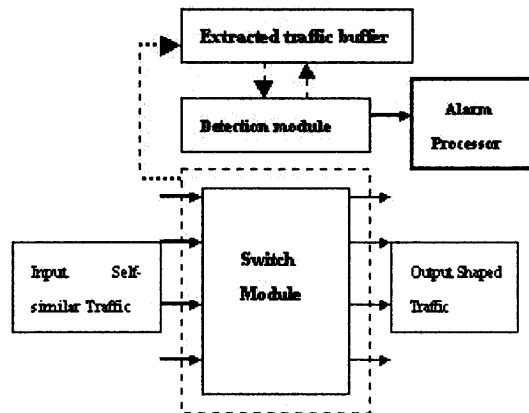 Extracted traffic buffer
Detection module
Alarm
Processor
Switch
Module
Input Self-
similar Traffic
Output Shaped
Traffic